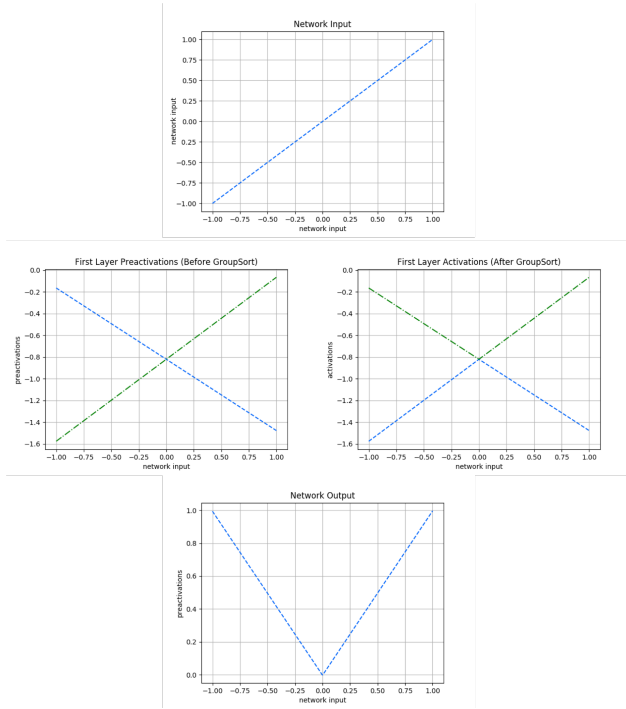 Network Input
1.00
0.75
0.50
0.25
0.00
−0.25
−0.50
−0.75
−1.00
network input
−1.00 −0.75 −0.50 −0.25 0.00 0.25 0.50 0.75 1.00
network input
First Layer Preactivations (Before GroupSort)
0.0
−0.2
−0.4
−0.6
−0.8
−1.0
−1.2
−1.4
−1.6
preactivations
−1.00 −0.75 −0.50 −0.25 0.00 0.25 0.50 0.75 1.00
network input
First Layer Activations (After GroupSort)
0.0
−0.2
−0.4
−0.6
−0.8
−1.0
−1.2
−1.4
−1.6
activations
−1.00 −0.75 −0.50 −0.25 0.00 0.25 0.50 0.75 1.00
network input
Network Output
1.0
0.8
0.6
0.4
0.2
0.0
preactivations
−1.00 −0.75 −0.50 −0.25 0.00 0.25 0.50 0.75 1.00
network input